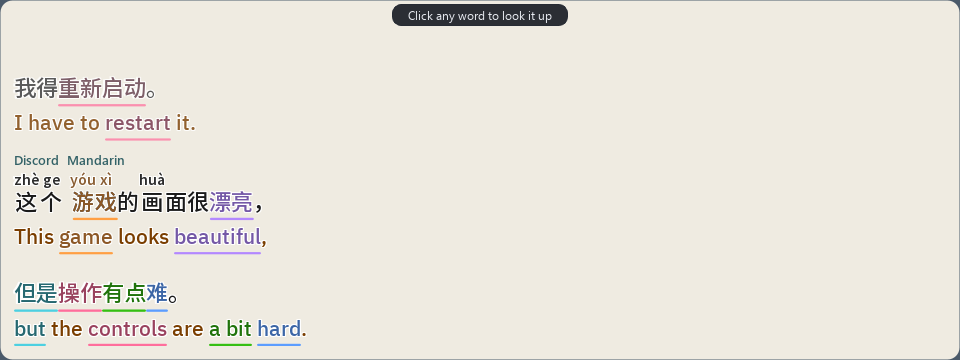 Click any word to look it up
我得重新启动。
I have to restart it.
Discord Mandarin
zhè ge yóu xì huà
这个游戏的画面很漂亮，
This game looks beautiful,
但是操作有点难。
but the controls are a bit hard.